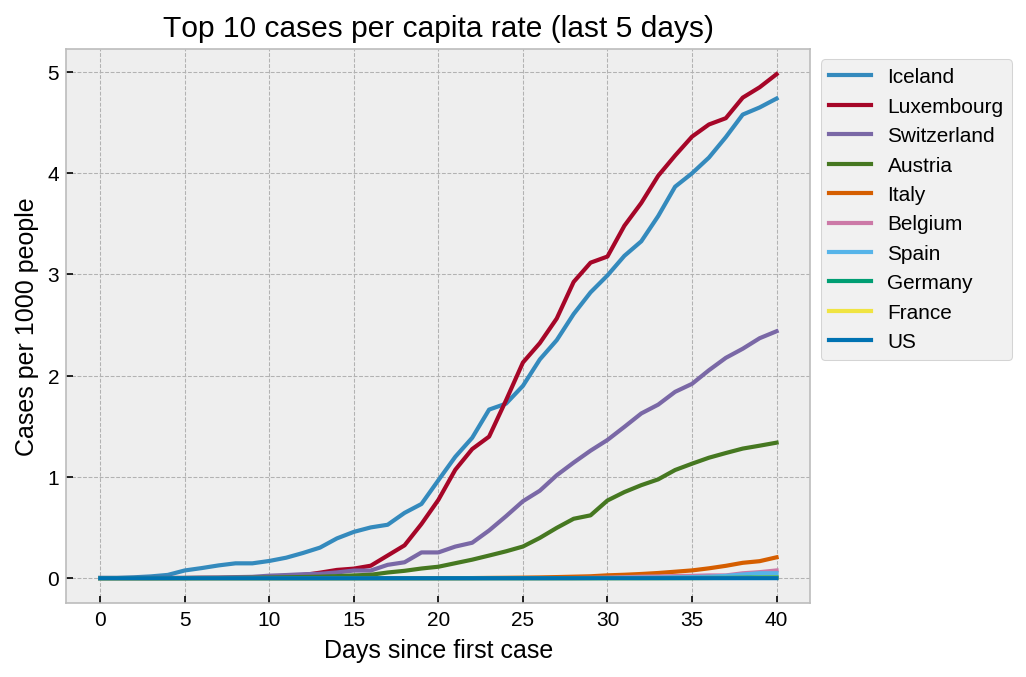 Top 10 cases per capita rate (last 5 days)
Cases per 1000 people
5
4
3
2
1
0
0 5 10 15 20 25 30 35 40
Days since first case
Iceland
Luxembourg
Switzerland
Austria
Italy
Belgium
Spain
Germany
France
US